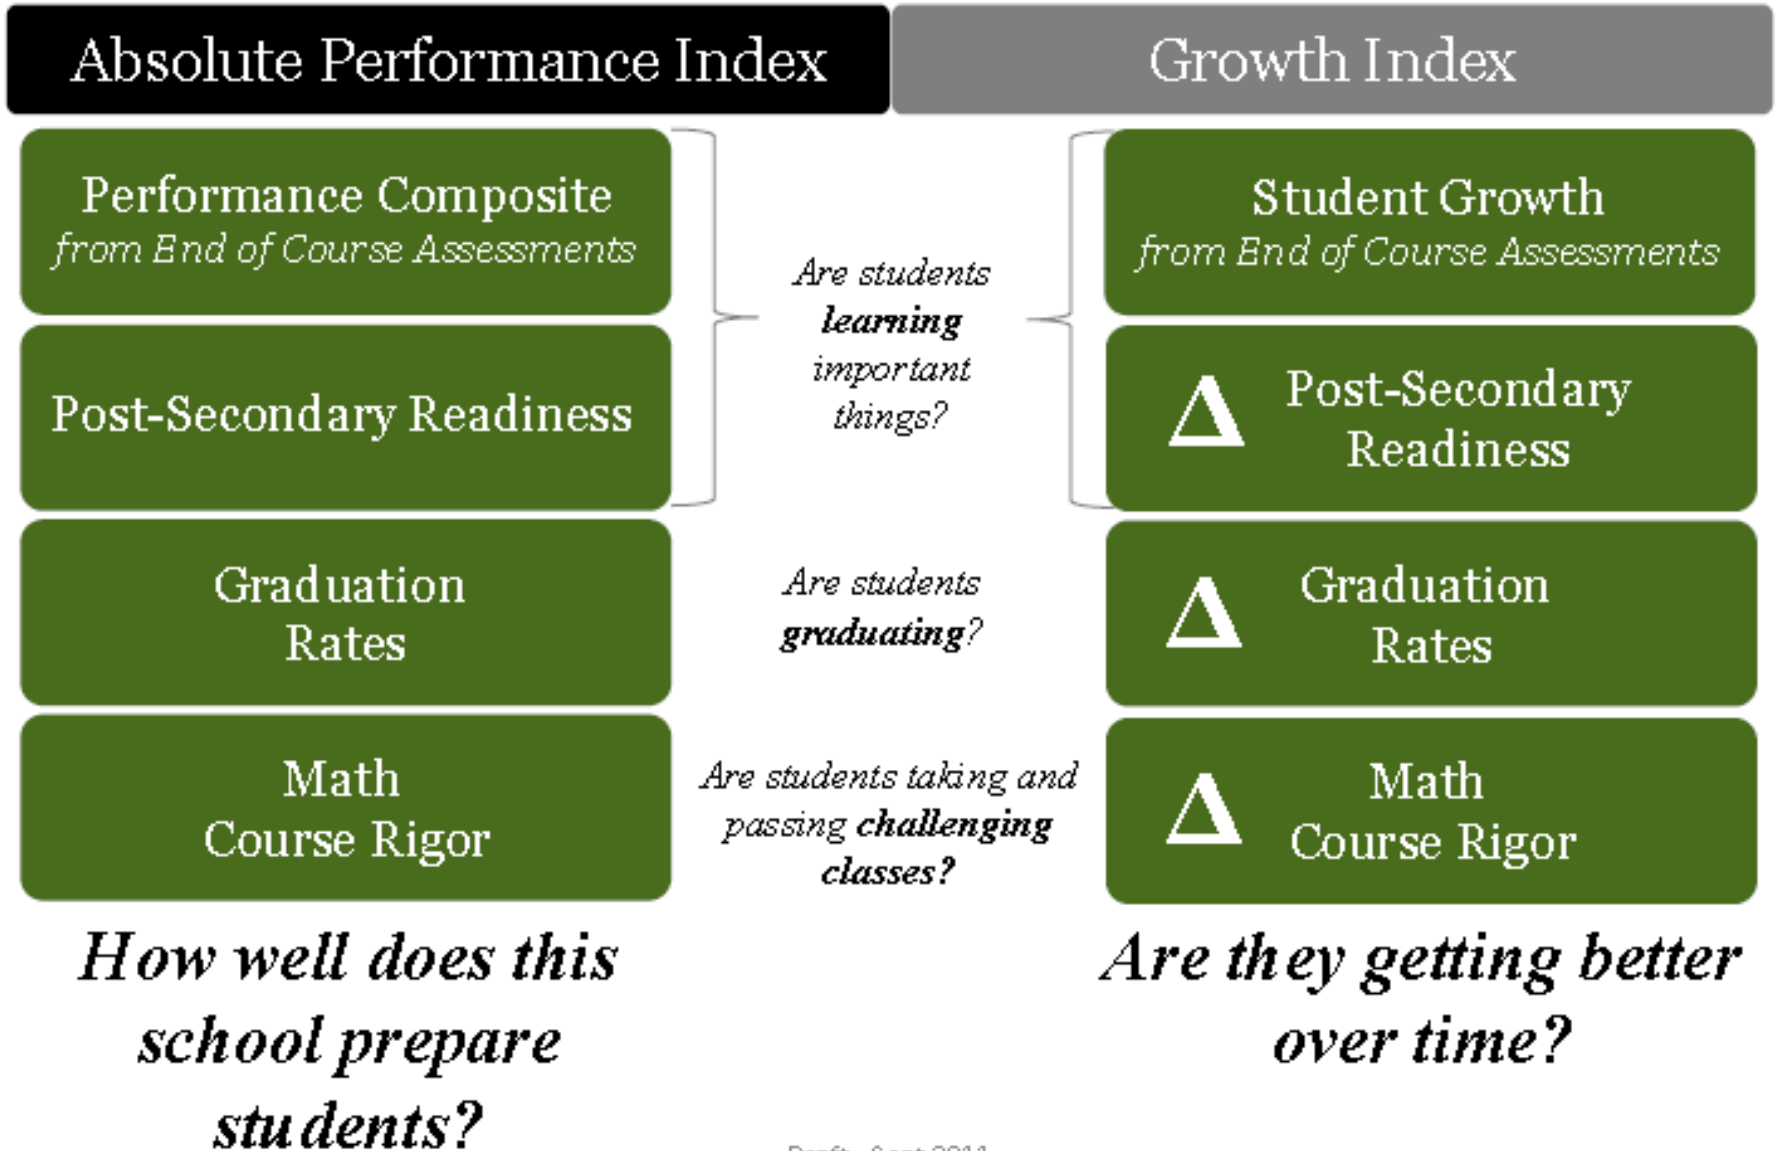 Absolute Performance Index
Growth Index
Performance Composite
from End of Course Assessments
Post-Secondary Readiness
Graduation
Rates
Math
Course Rigor
How well does this
school prepare
students?
Are students
learning
important
things?
Are students
graduating?
Are students taking and
passing challenging
classes?
Student Growth
from End of Course Assessments
Δ Post-Secondary
Readiness
Δ Graduation
Rates
Δ Math
Course Rigor
Are they getting better
over time?